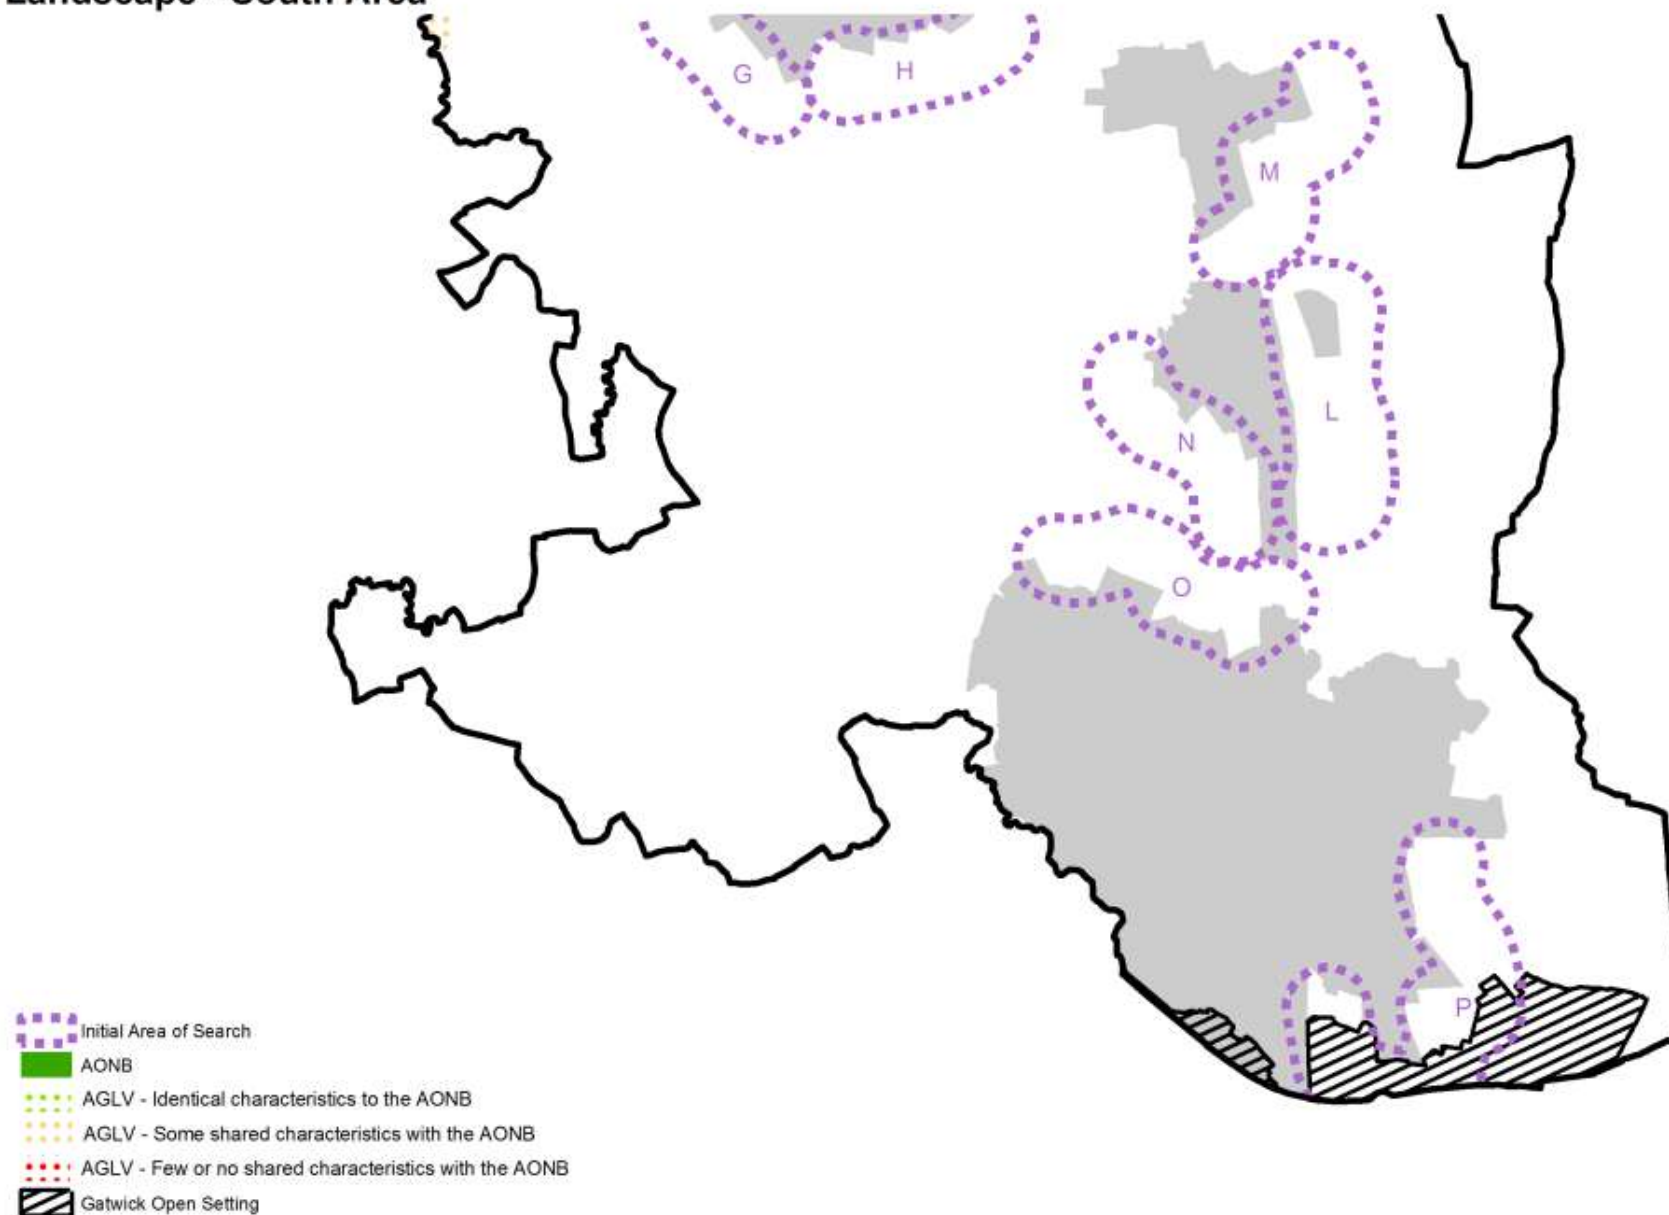 Landscape - South Area
G
H
M
L
N
O
P
Initial Area of Search
AONB
AGLV - Identical characteristics to the AONB
AGLV - Some shared characteristics with the AONB
AGLV - Few or no shared characteristics with the AONB
Gatwick Open Setting